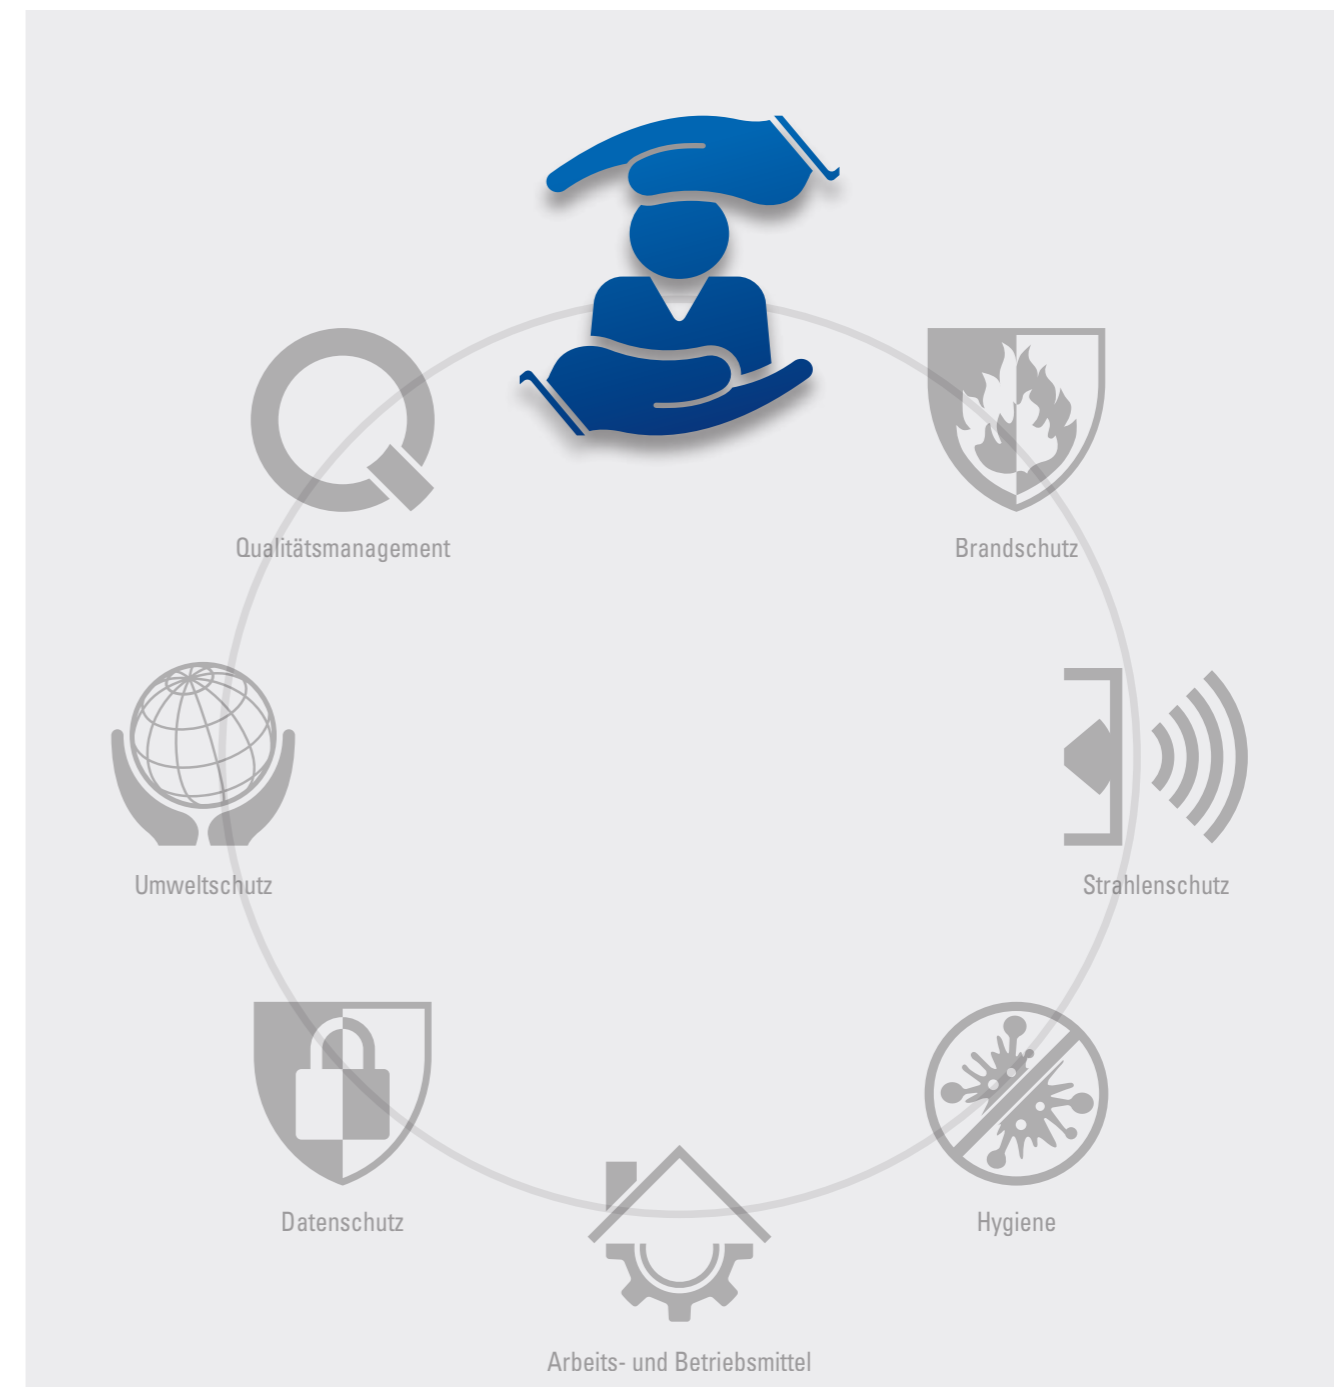 Qualitätsmanagement
Brandschutz
Umweltschutz
Strahlenschutz
Datenschutz
Hygiene
Arbeits- und Betriebsmittel